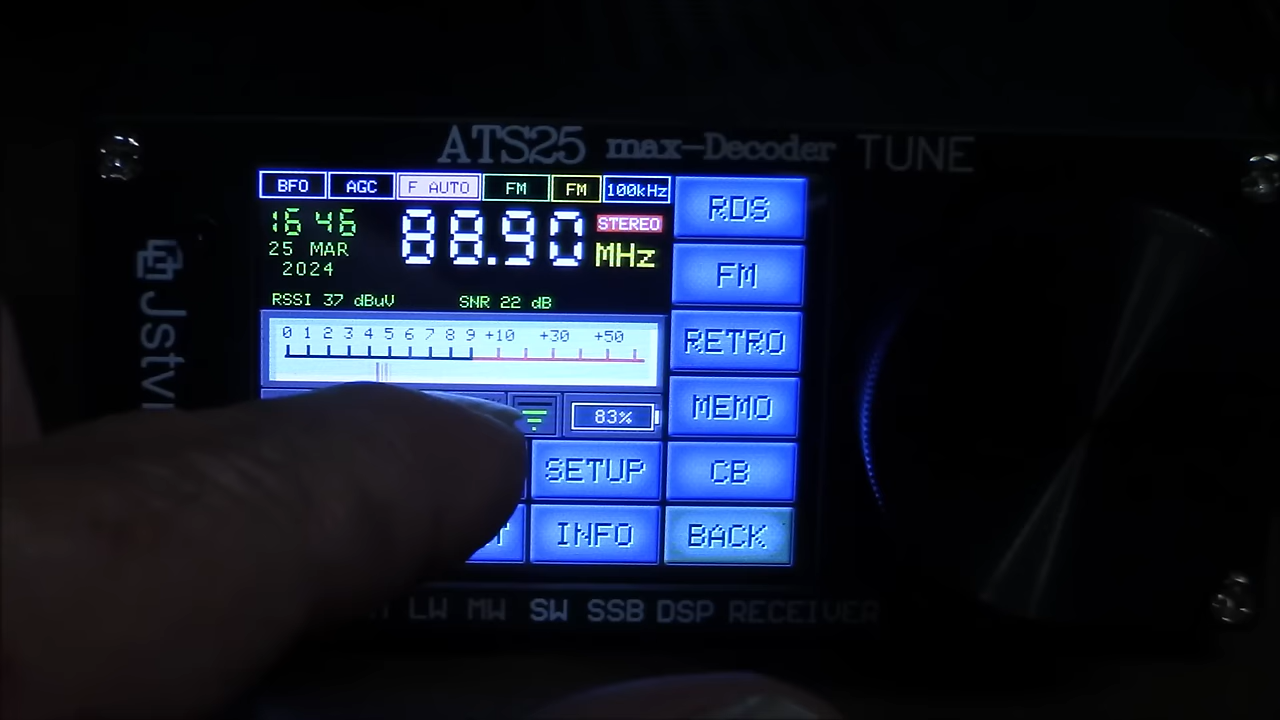 ATS25 max-Decoder TUNE
BFO AGC F AUTO FM FM 100kHz
16 46
25 MAR
2024
88.90
STEREO
MHz
RSSI 37 dBuV SNR 22 dB
0 1 2 3 4 5 6 7 8 9 +10 +30 +50
83%
RDS
FM
RETRO
MEMO
SETUP CB
INFO BACK
LW MW SW SSB DSP RECEIVER